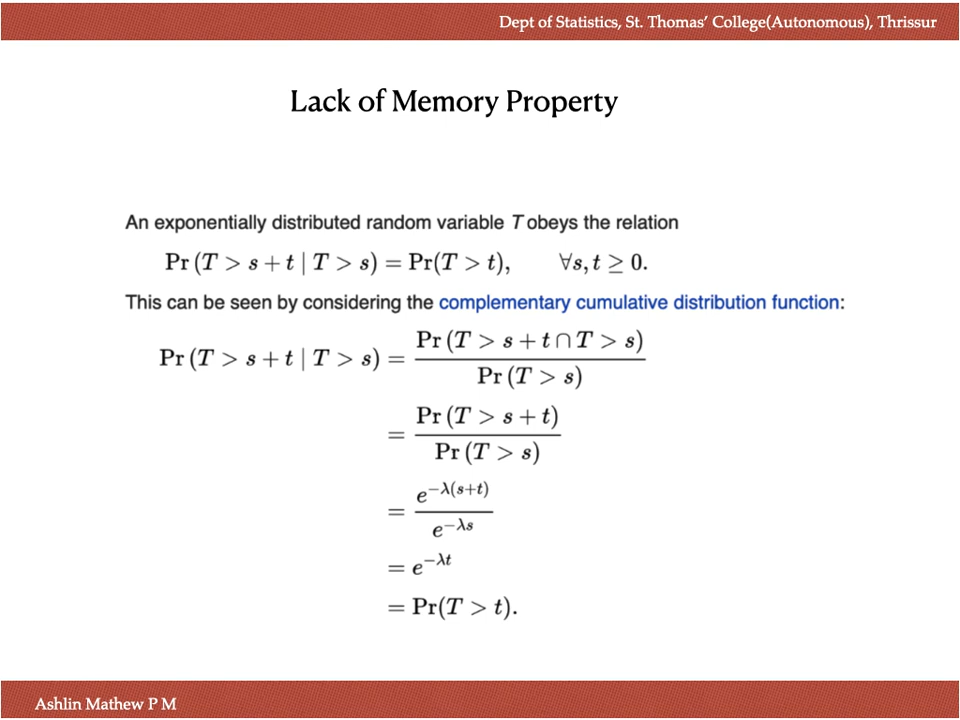 Dept of Statistics, St. Thomas' College(Autonomous), Thrissur
Lack of Memory Property
An exponentially distributed random variable T obeys the relation
Pr (T > s + t | T > s) = Pr(T > t), ∀s, t ≥ 0.
This can be seen by considering the complementary cumulative distribution function:
Pr (T > s + t | T > s) = Pr (T > s + t ∩ T > s) / Pr (T > s)
= Pr (T > s + t) / Pr (T > s)
= e^{−λ(s+t)} / e^{−λs}
= e^{−λt}
= Pr(T > t).
Ashlin Mathew P M